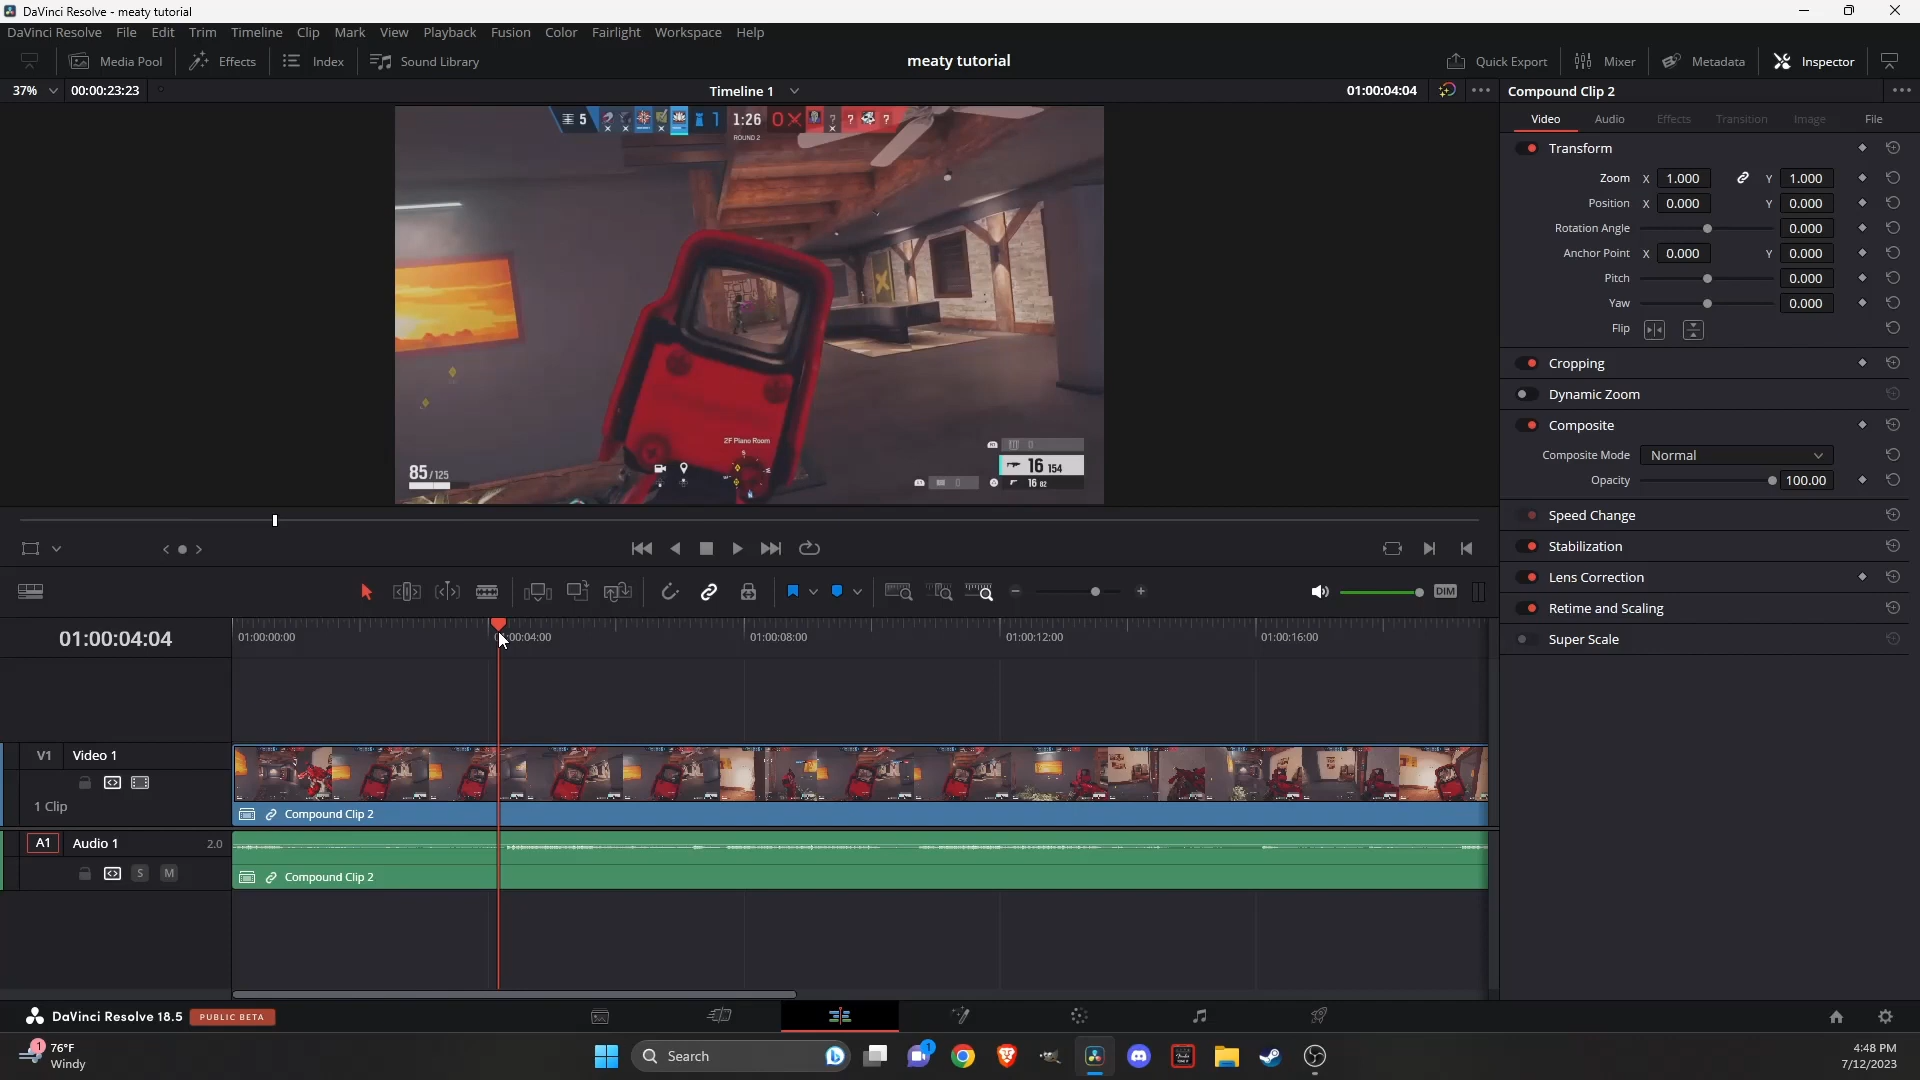 DaVinci Resolve - meaty tutorial
DaVinci Resolve File Edit Trim Timeline Clip Mark View Playback Fusion Color Fairlight Workspace Help
Media Pool Effects Index Sound Library meaty tutorial Quick Export Mixer Metadata Inspector
37% 00:00:23:23 Timeline 1 01:00:04:04 ••• Compound Clip 2 •••
Video Audio Effects Transition Image File
5 1 1:26 0 ? ? ?
ROUND 2
Transform
Zoom X 1.000 Y 1.000
Position X 0.000 Y 0.000
Rotation Angle 0.000
Anchor Point X 0.000 Y 0.000
Pitch 0.000
Yaw 0.000
Flip
Cropping
Dynamic Zoom
Composite
Composite Mode Normal
Opacity 100.00
Speed Change
Stabilization
Lens Correction
Retime and Scaling
Super Scale
2F Piano Room
0
85/125
16 154
0
16 82
DIM
01:00:04:04
01:00:00:00 :00:04:00 01:00:08:00 01:00:12:00 01:00:16:00
V1 Video 1
1 Clip
Compound Clip 2
A1 Audio 1 2.0
S M
Compound Clip 2
DaVinci Resolve 18.5 PUBLIC BETA
1 76°F
Windy
Search
1
4:48 PM
7/12/2023